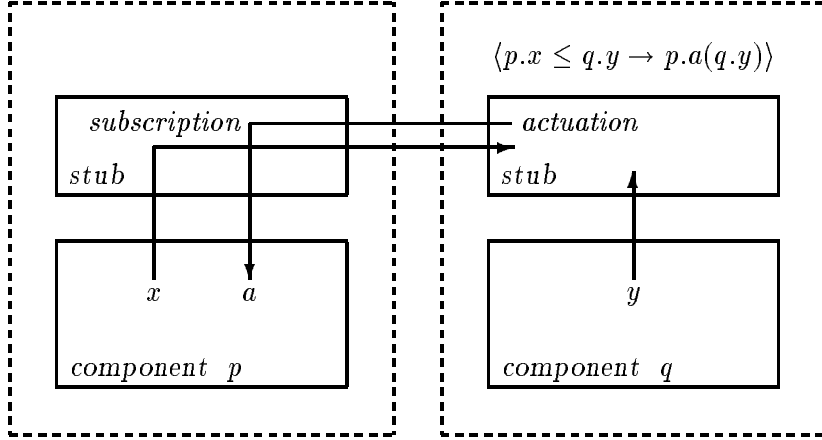 ⟨p.x ≤ q.y → p.a(q.y)⟩
subscription
actuation
stub
stub
x
a
y
component p
component q